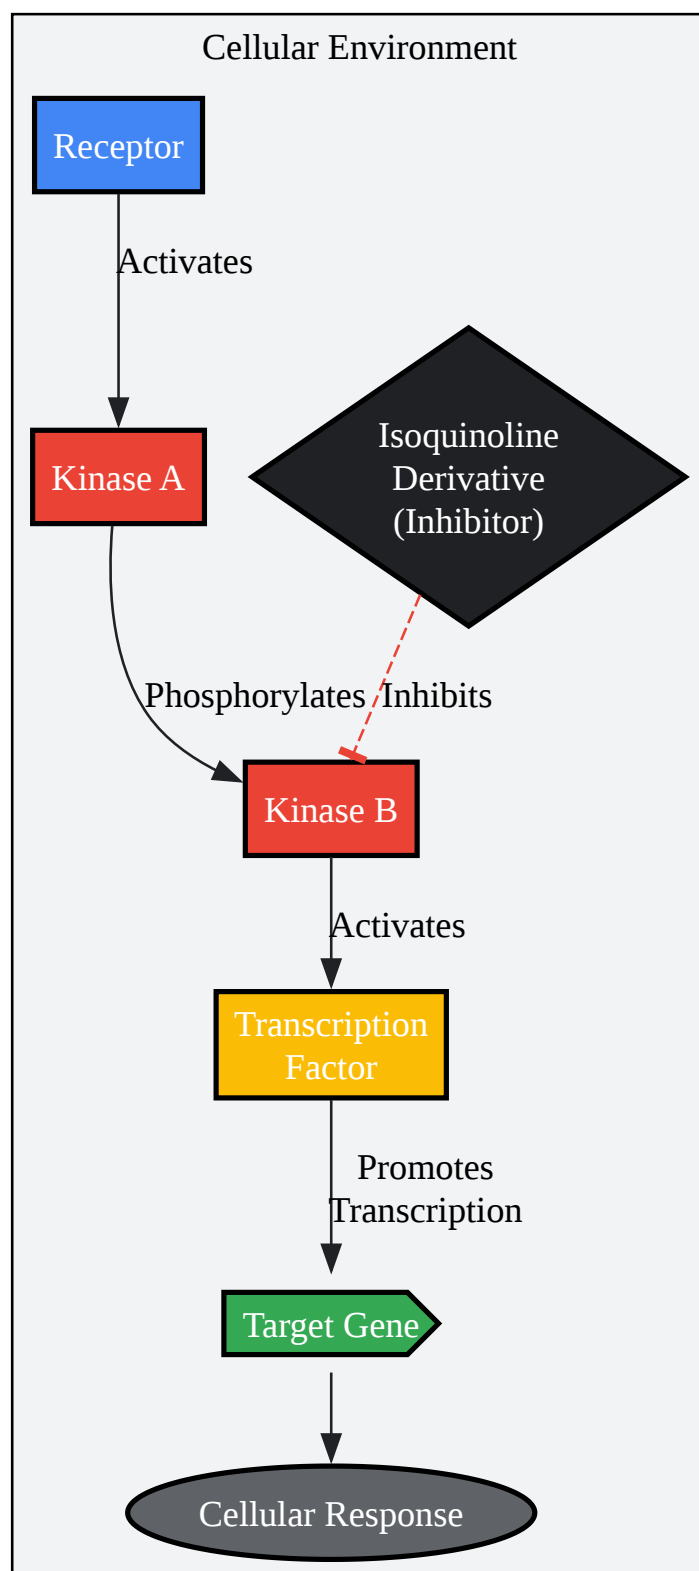 Cellular Environment
Receptor
Activates
Isoquinoline
Derivative
(Inhibitor)
Kinase A
Phosphorylates
Inhibits
Kinase B
Activates
Transcription
Factor
Promotes
Transcription
Target Gene
Cellular Response